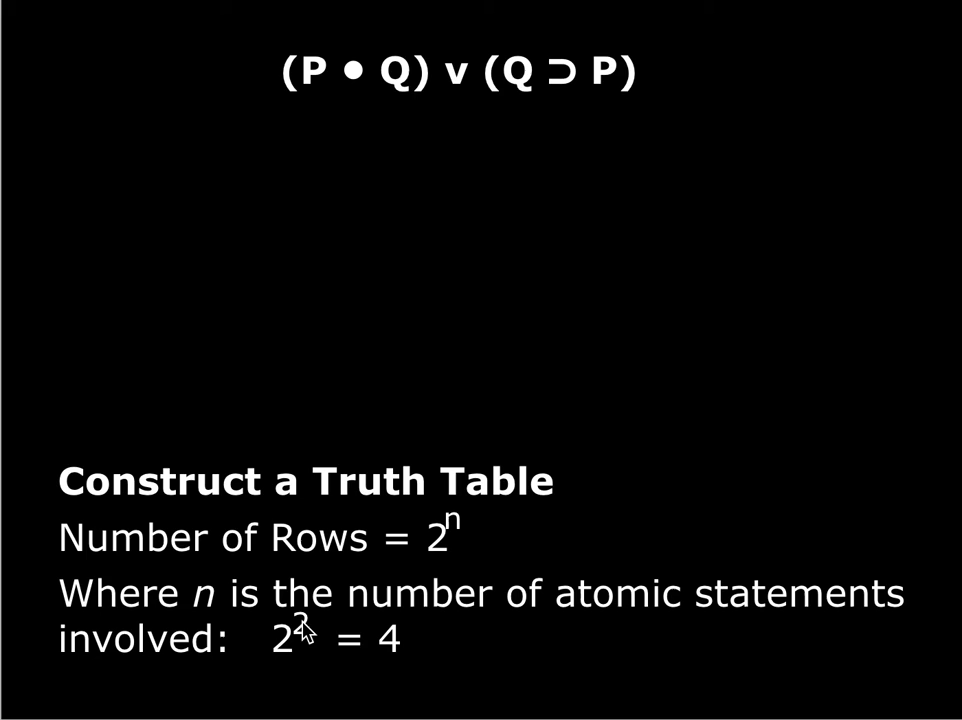 (P • Q) v (Q ⊃ P)
Construct a Truth Table
Number of Rows = 2ⁿ
Where n is the number of atomic statements
involved: 2² = 4